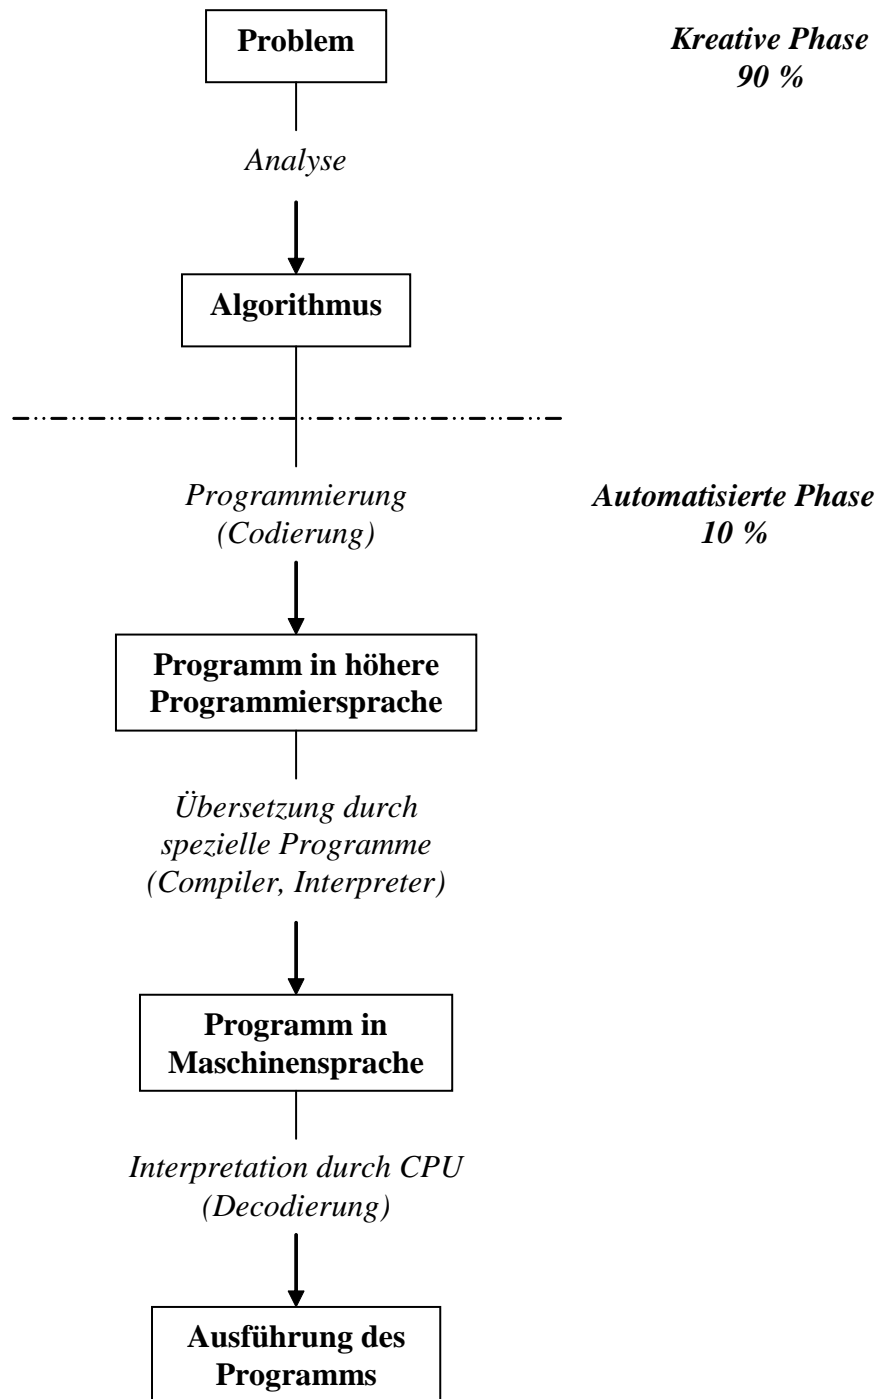 Problem
Kreative Phase
90 %
Analyse
Algorithmus
Programmierung
(Codierung)
Automatisierte Phase
10 %
Programm in höhere
Programmiersprache
Übersetzung durch
spezielle Programme
(Compiler, Interpreter)
Programm in
Maschinensprache
Interpretation durch CPU
(Decodierung)
Ausführung des
Programms